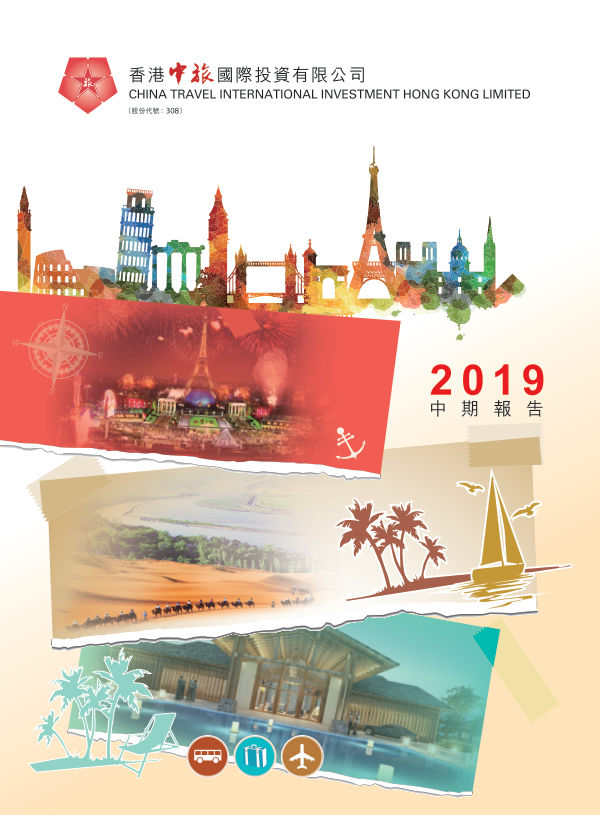 旅
香港中旅國際投資有限公司
CHINA TRAVEL INTERNATIONAL INVESTMENT HONG KONG LIMITED
(股份代號：308)
N
W
E
S
2019
中期報告